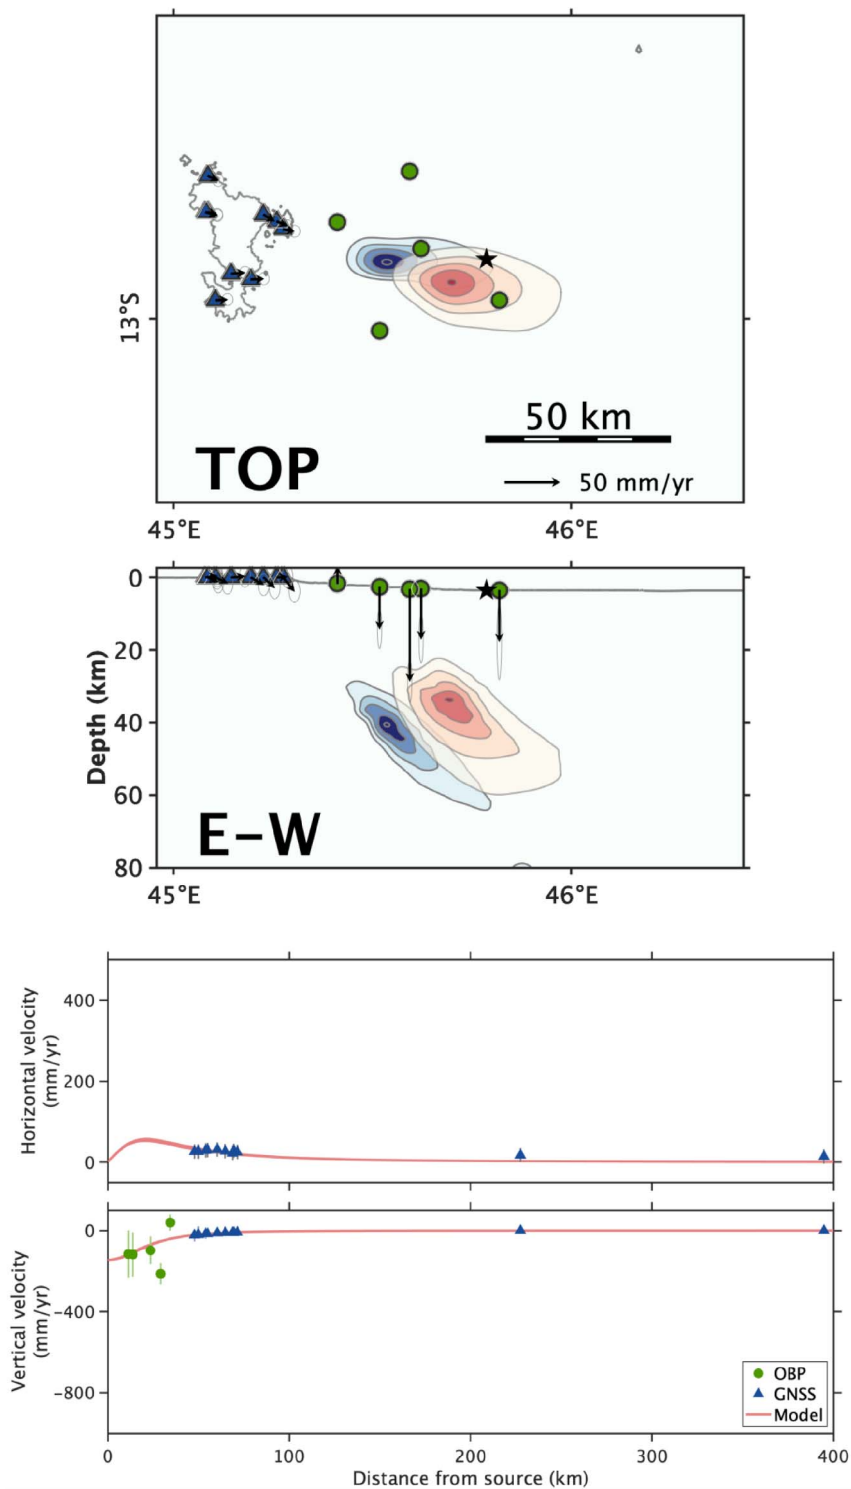 13°S
50 km
TOP
50 mm/yr
45°E 46°E
0
20
40
60
80
Depth (km)
E–W
45°E 46°E
Horizontal velocity
(mm/yr)
400
200
0
Vertical velocity
(mm/yr)
0
−400
−800
OBP
GNSS
Model
0 100 200 300 400
Distance from source (km)